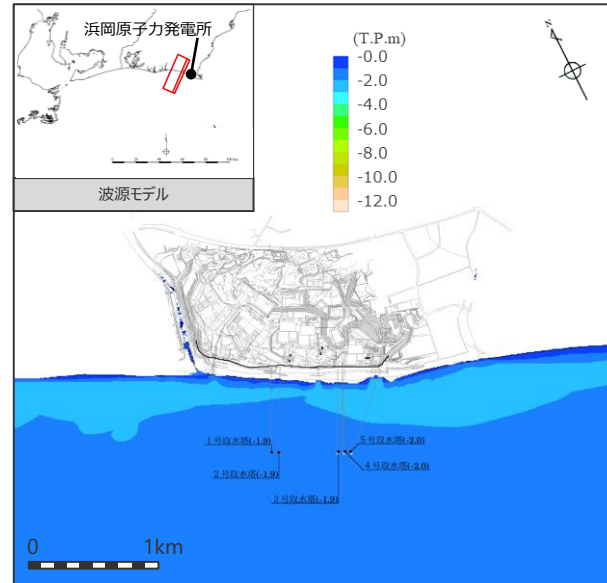 浜岡原子力発電所
波源モデル
(T.P.m)
-0.0
-2.0
-4.0
-6.0
-8.0
-10.0
-12.0
N
1号取水塔(-1.9)
2号取水塔(-1.9)
3号取水塔(-1.9)
5号取水塔(-2.0)
4号取水塔(-2.0)
0 1km